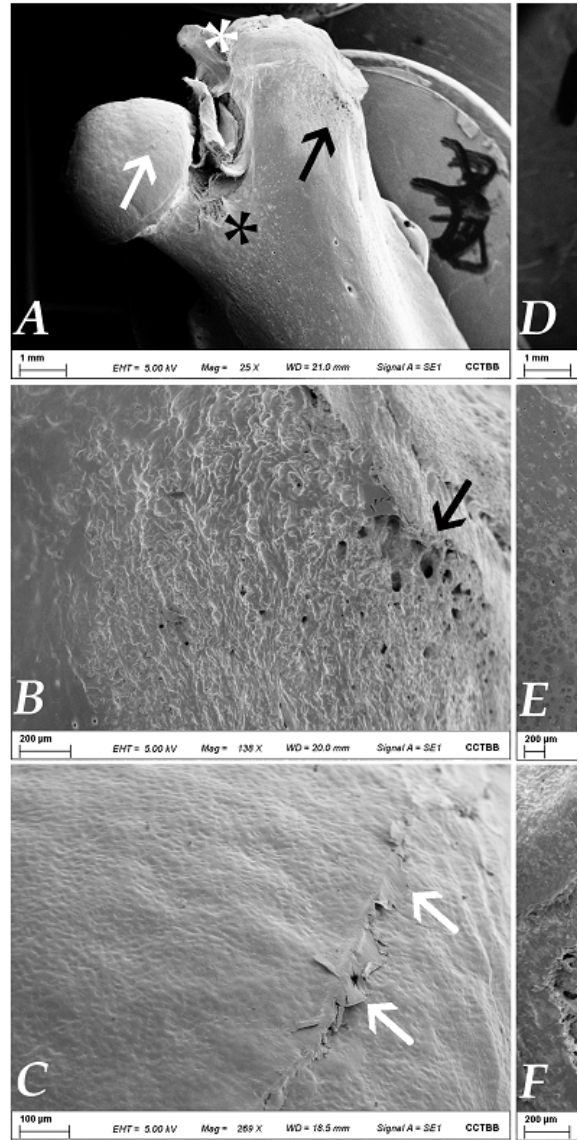 A
1 mm EHT = 5.00 kV Mag = 25 X WD = 21.0 mm Signal A = SE1 CCTBB
D
1 mm
B
200 µm EHT = 5.00 kV Mag = 138 X WD = 20.0 mm Signal A = SE1 CCTBB
E
200 µm
C
100 µm EHT = 5.00 kV Mag = 269 X WD = 18.5 mm Signal A = SE1 CCTBB
F
200 µm